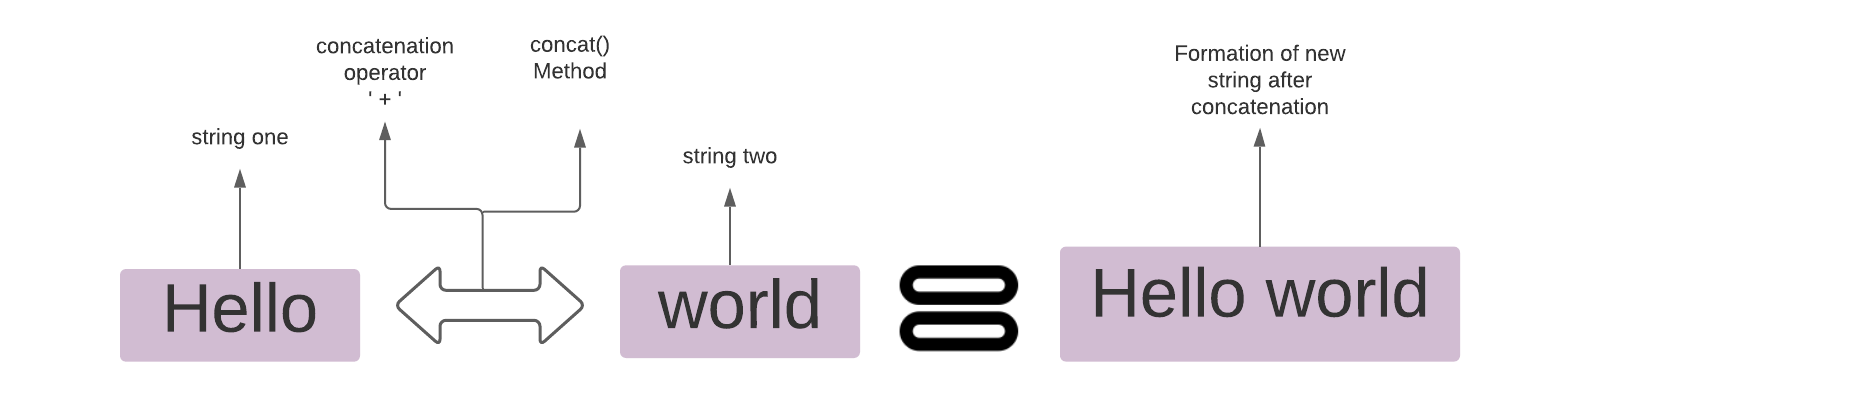 concatenation
operator
' + '
concat()
Method
Formation of new
string after
concatenation
string one
string two
Hello
world
Hello world